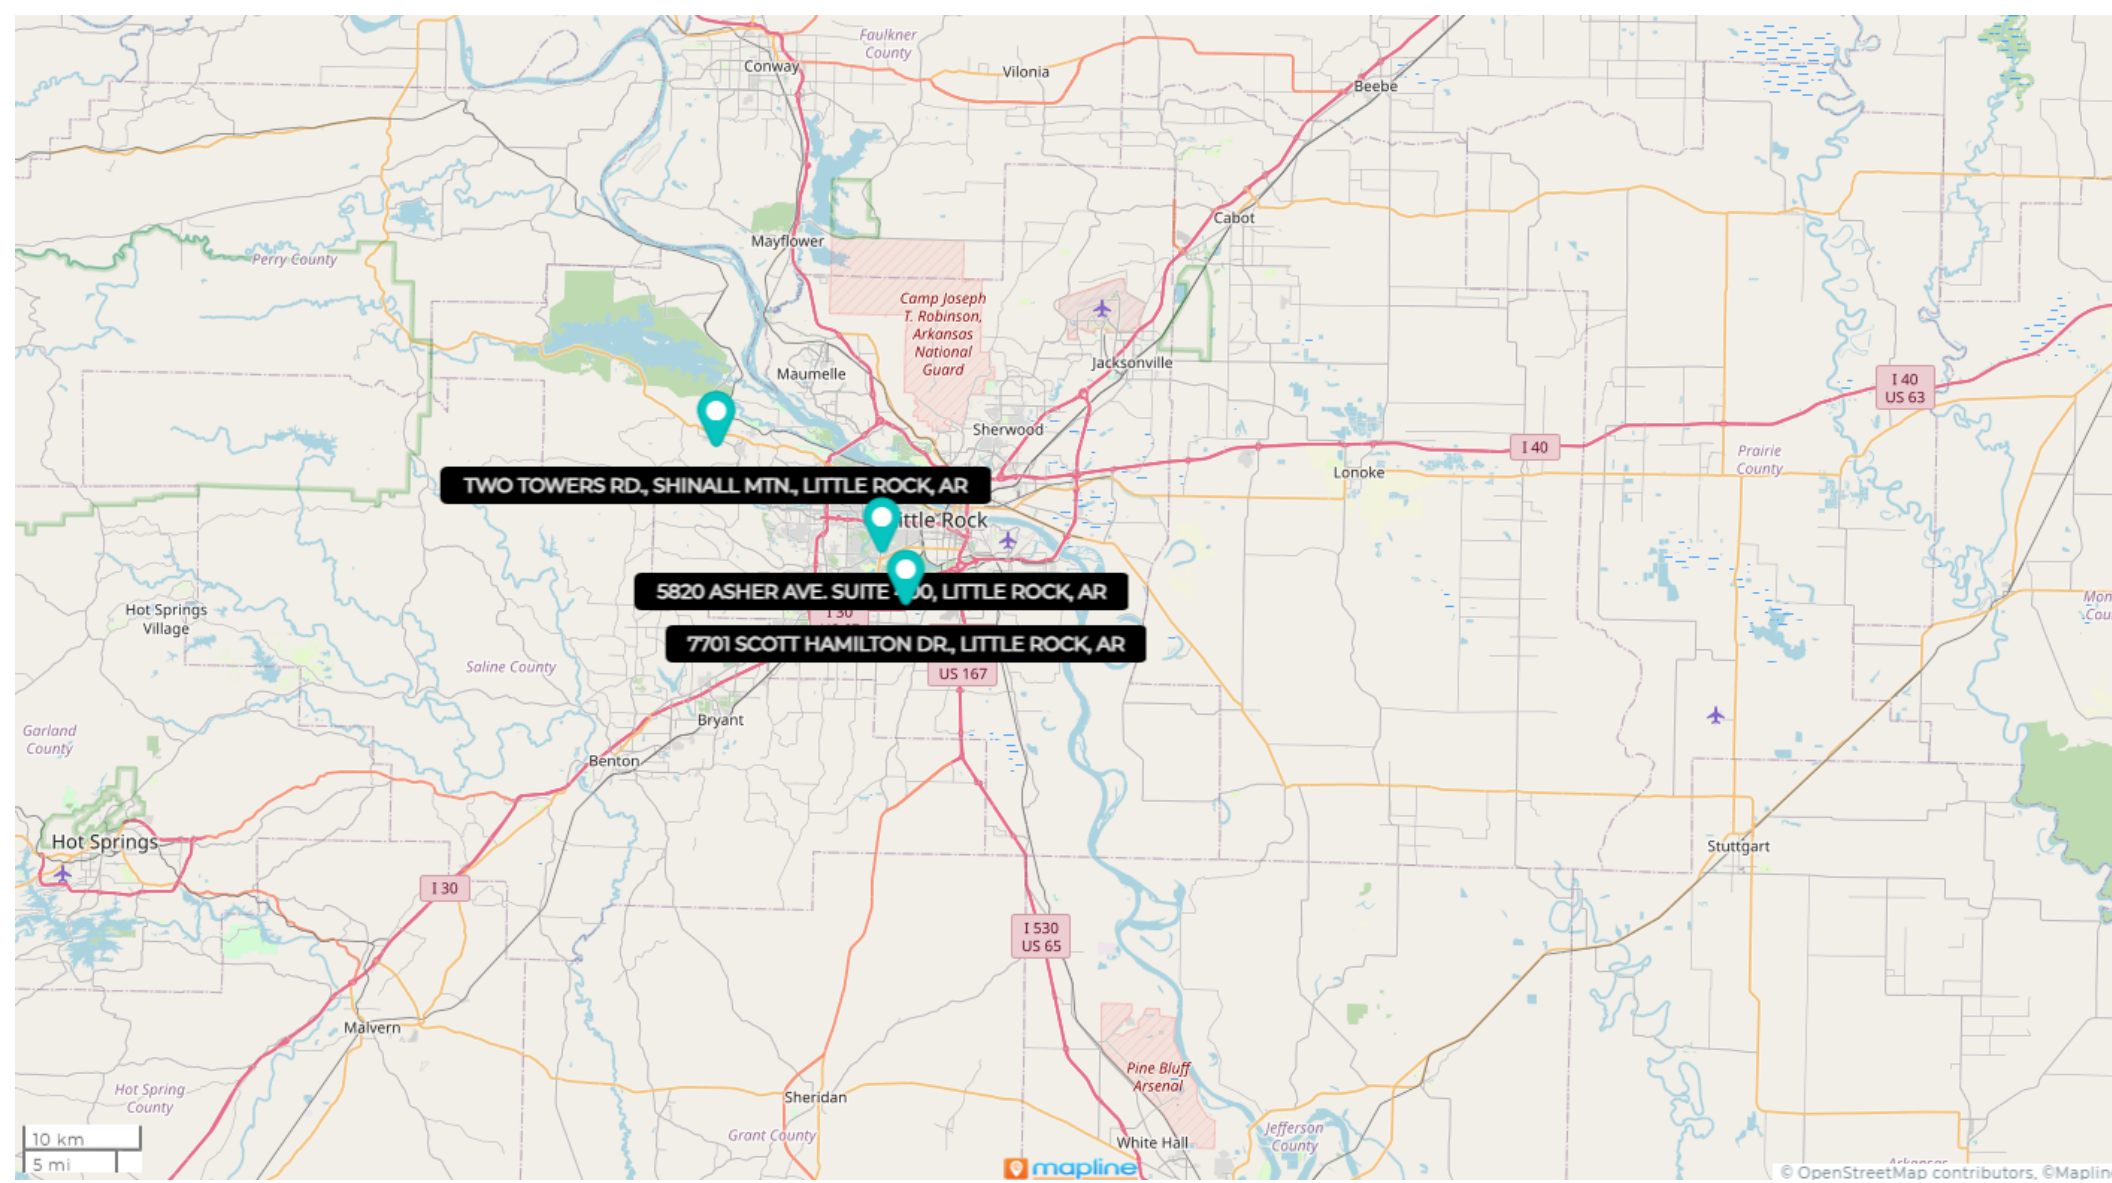 Faulkner
County
Conway
Vilonia
Beebe
Cabot
Mayflower
Perry County
Camp Joseph
T. Robinson,
Arkansas
National
Guard
Jacksonville
Maumelle
I 40
US 63
Sherwood
I 40
Prairie
County
Lonoke
TWO TOWERS RD., SHINALL MTN., LITTLE ROCK, AR
ittle Rock
5820 ASHER AVE. SUITE 00, LITTLE ROCK, AR
Hot Springs
Village
I 30
Mon
Cou
7701 SCOTT HAMILTON DR., LITTLE ROCK, AR
Saline County
US 167
Bryant
Garland
County
Benton
Hot Springs
Stuttgart
I 30
I 530
US 65
Malvern
Pine Bluff
Arsenal
Hot Spring
County
Sheridan
Grant County
Jefferson
County
White Hall
10 km
5 mi
mapline
© OpenStreetMap contributors, ©Mapline